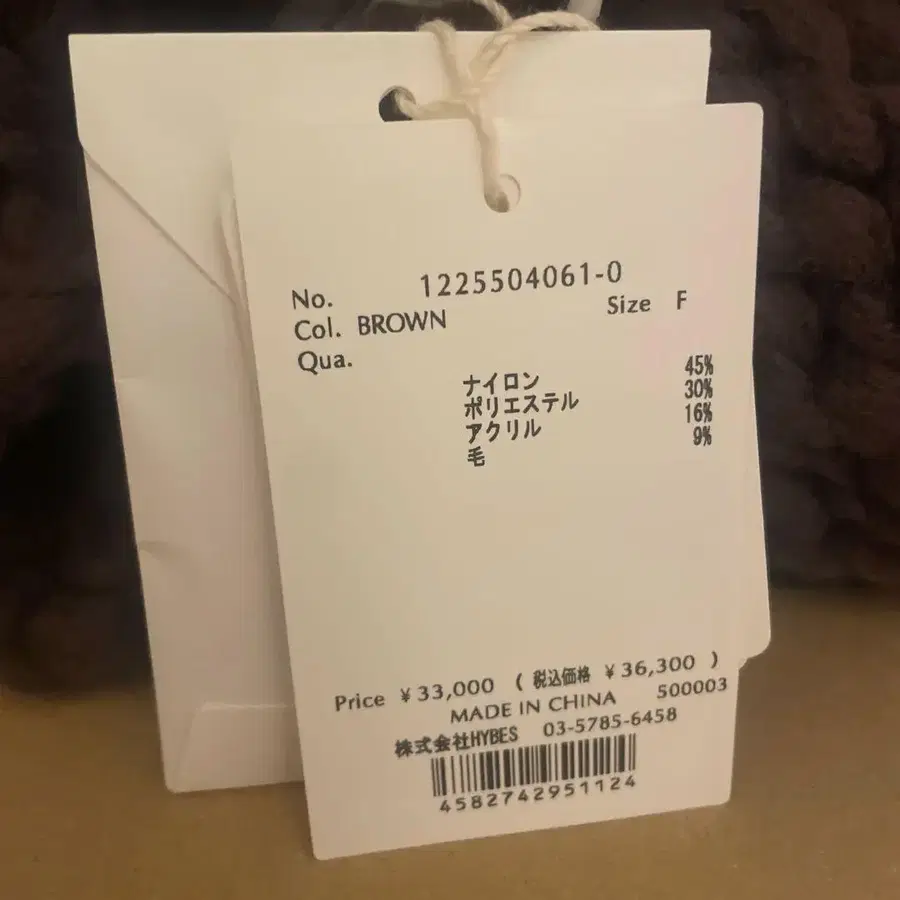 No. 1225504061-0
Col. BROWN Size F
Qua.
ナイロン 45%
ポリエステル 30%
アクリル 16%
毛 9%
Price ¥33,000 ( 税込価格 ¥36,300 )
MADE IN CHINA 500003
株式会社HYBES 03-5785-6458
4582742951124